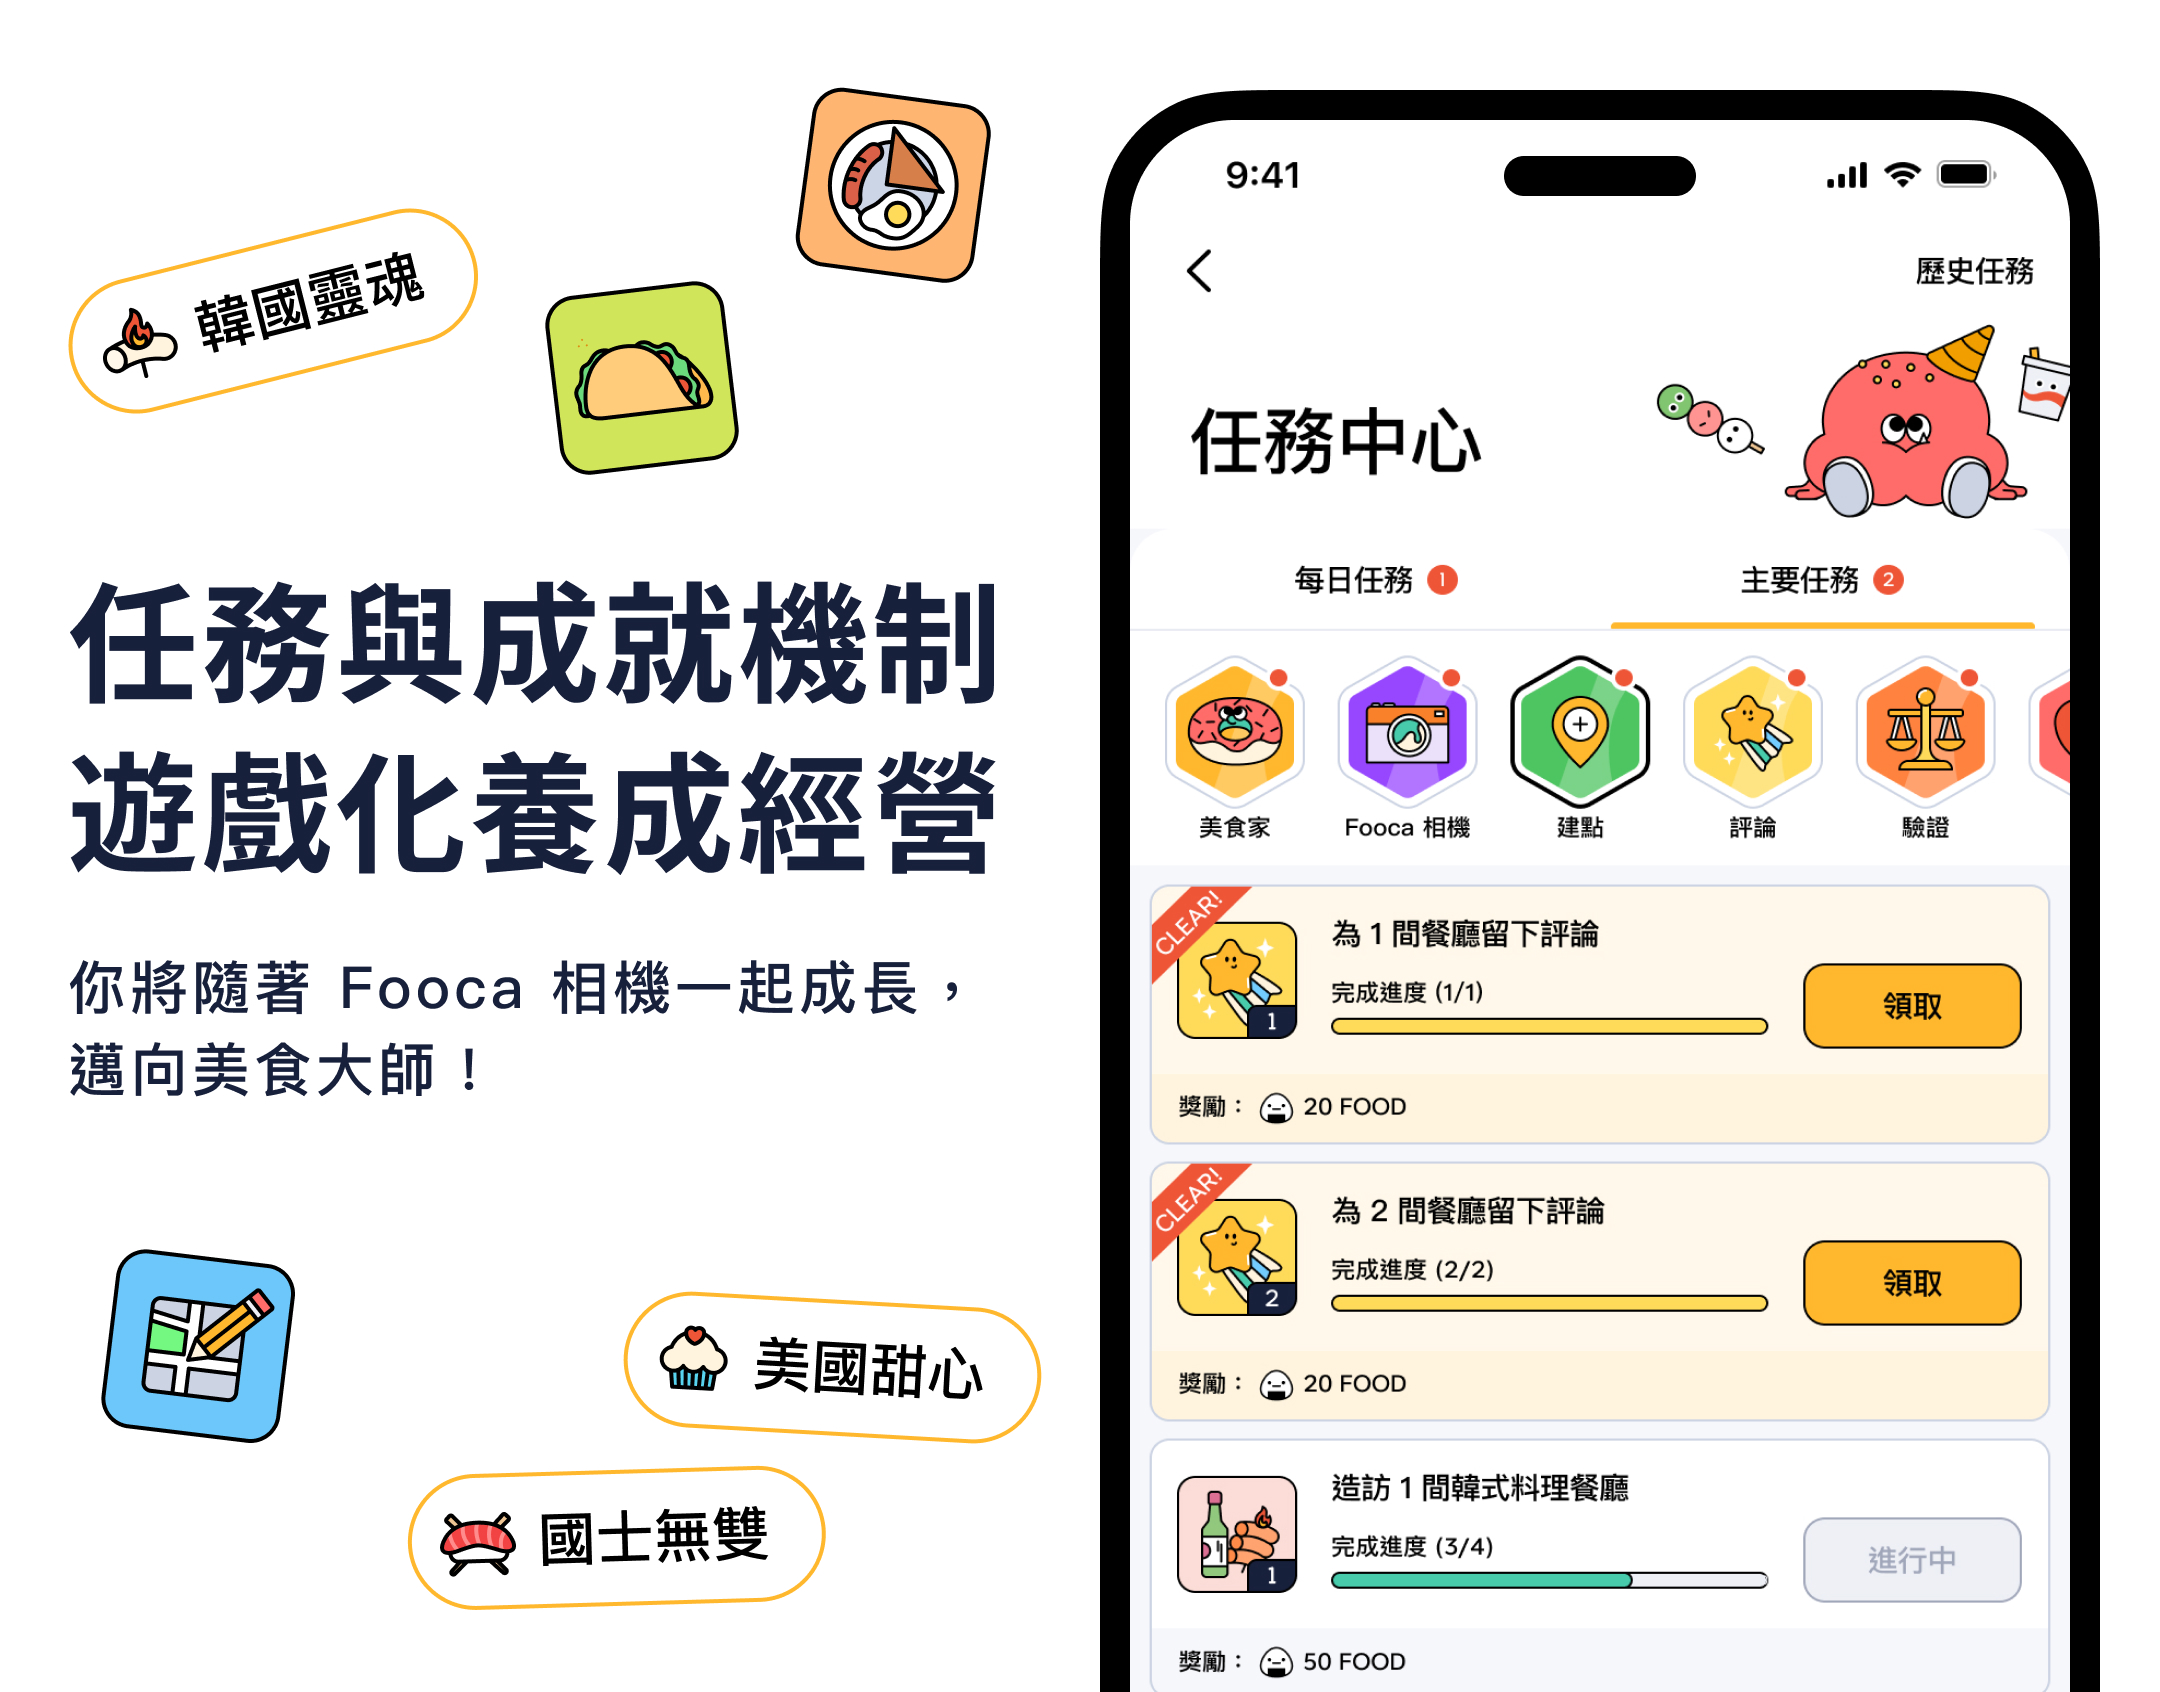 韓國靈魂
任務與成就機制
遊戲化養成經營
你將隨著 Fooca 相機一起成長，
邁向美食大師！
美國甜心
國士無雙
9:41
歷史任務
任務中心
每日任務 1
主要任務 2
美食家
Fooca 相機
建點
評論
驗證
CLEAR!
為 1 間餐廳留下評論
完成進度 (1/1)
1
領取
獎勵： 20 FOOD
CLEAR!
為 2 間餐廳留下評論
完成進度 (2/2)
2
領取
獎勵： 20 FOOD
造訪 1 間韓式料理餐廳
完成進度 (3/4)
1
進行中
獎勵： 50 FOOD